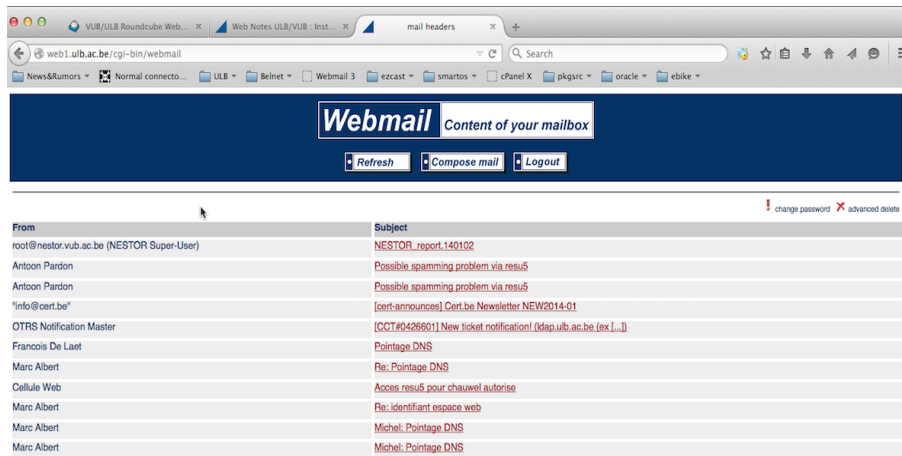 VUB/ULB Roundcube Web... × Web Notes ULB/VUB : Inst... × mail headers × +
web1.ulb.ac.be/cgi-bin/webmail Search
News&Rumors Normal connecto... ULB Belnet Webmail 3 ezcast smartos cPanel X pkgsrc oracle ebike
Webmail Content of your mailbox
Refresh Compose mail Logout
! change password X advanced delete
From Subject
root@nestor.vub.ac.be (NESTOR Super-User) NESTOR_report.140102
Antoon Pardon Possible spamming problem via resu5
Antoon Pardon Possible spamming problem via resu5
"info@cert.be" [cert-announces] Cert.be Newsletter NEW2014-01
OTRS Notification Master [CCT#0426601] New ticket notification! (ldap.ulb.ac.be (ex [...])
Francois De Laet Pointage DNS
Marc Albert Re: Pointage DNS
Cellule Web Acces resu5 pour chauwel autorise
Marc Albert Re: identifiant espace web
Marc Albert Michel: Pointage DNS
Marc Albert Michel: Pointage DNS